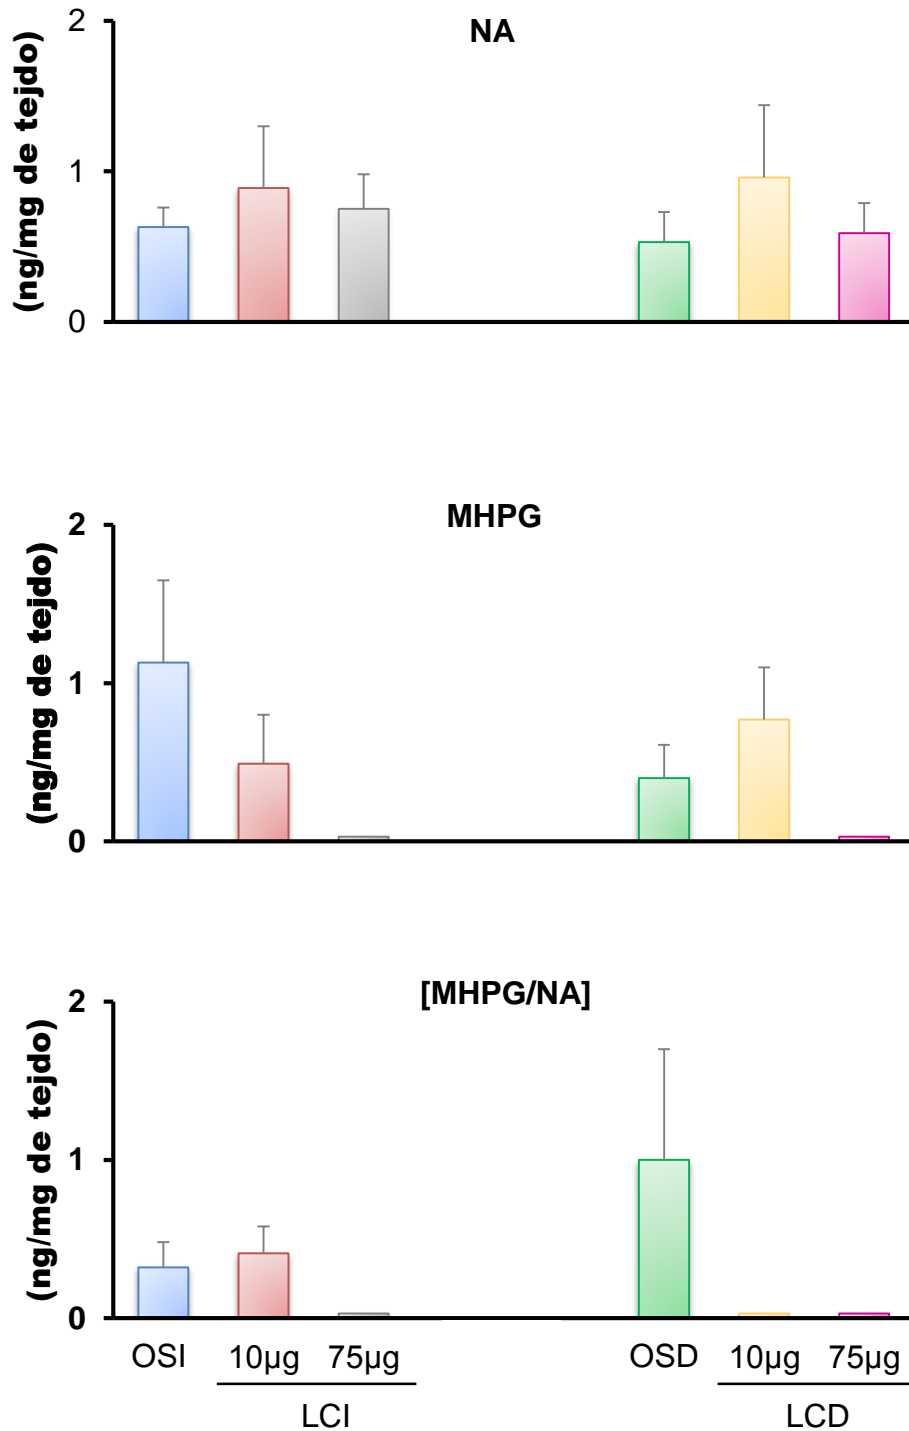 NA
(ng/mg de tejdo)
2
1
0
MHPG
(ng/mg de tejdo)
2
1
0
[MHPG/NA]
(ng/mg de tejdo)
2
1
0
OSI 10µg 75µg OSD 10µg 75µg
LCI LCD